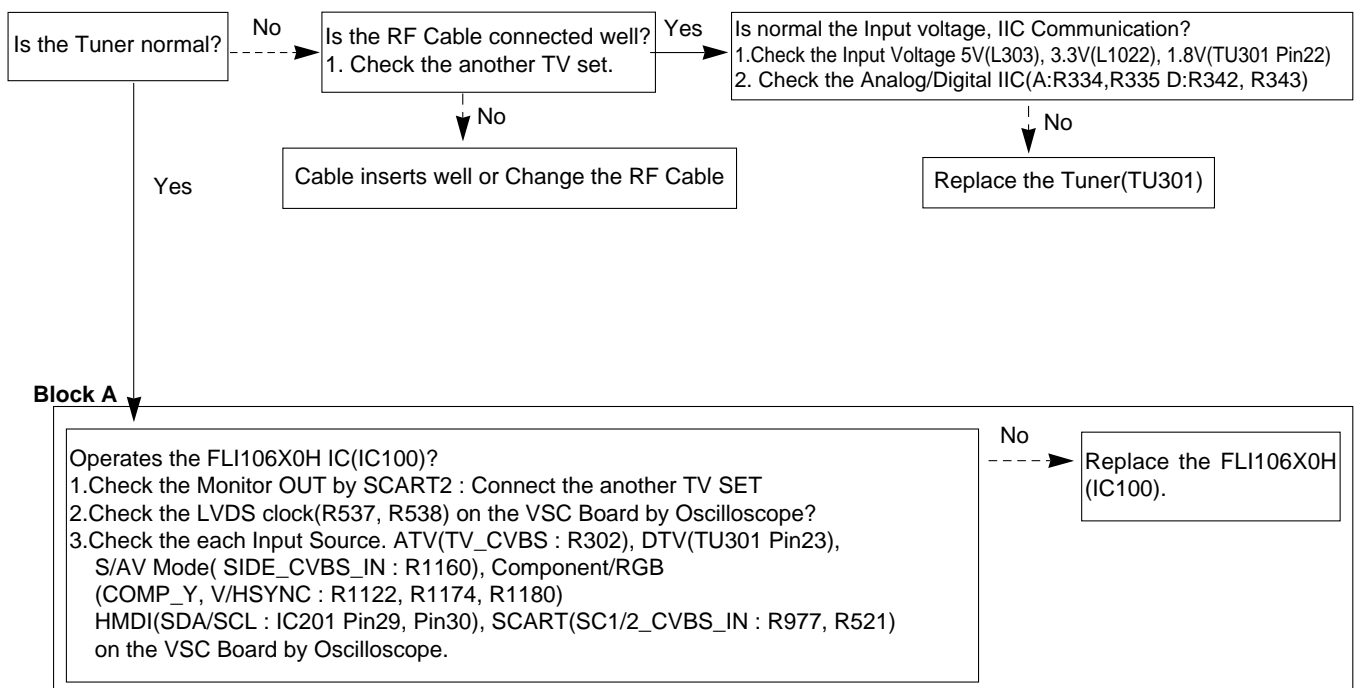 Is the Tuner normal?
No
Is the RF Cable connected well?
1. Check the another TV set.
Yes
Is normal the Input voltage, IIC Communication?
1.Check the Input Voltage 5V(L303), 3.3V(L1022), 1.8V(TU301 Pin22)
2. Check the Analog/Digital IIC(A:R334,R335 D:R342, R343)
No
Cable inserts well or Change the RF Cable
No
Replace the Tuner(TU301)
Yes
Block A
Operates the FLI106X0H IC(IC100)?
1.Check the Monitor OUT by SCART2 : Connect the another TV SET
2.Check the LVDS clock(R537, R538) on the VSC Board by Oscilloscope?
3.Check the each Input Source. ATV(TV_CVBS : R302), DTV(TU301 Pin23),
S/AV Mode( SIDE_CVBS_IN : R1160), Component/RGB
(COMP_Y, V/HSYNC : R1122, R1174, R1180)
HMDI(SDA/SCL : IC201 Pin29, Pin30), SCART(SC1/2_CVBS_IN : R977, R521)
on the VSC Board by Oscilloscope.
No
Replace the FLI106X0H
(IC100).